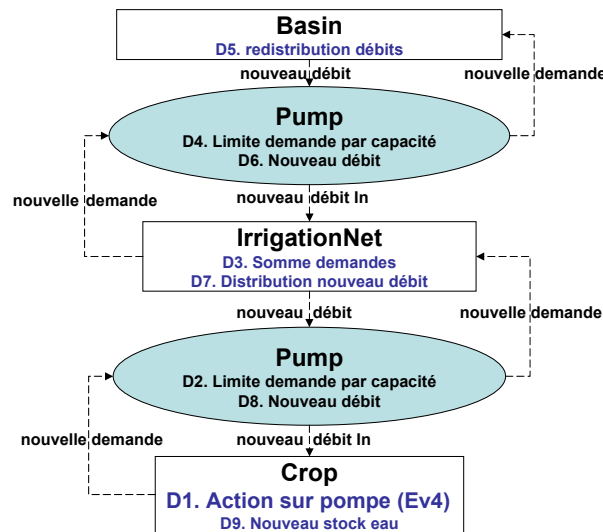 Basin
D5. redistribution débits
nouveau débit
nouvelle demande
Pump
D4. Limite demande par capacité
D6. Nouveau débit
nouvelle
demande
nouveau débit In
IrrigationNet
D3. Somme demandes
D7. Distribution nouveau débit
nouveau débit
nouvelle demande
Pump
D2. Limite demande par capacité
D8. Nouveau débit
nouvelle demande
nouveau débit In
Crop
D1. Action sur pompe (Ev4)
D9. Nouveau stock eau